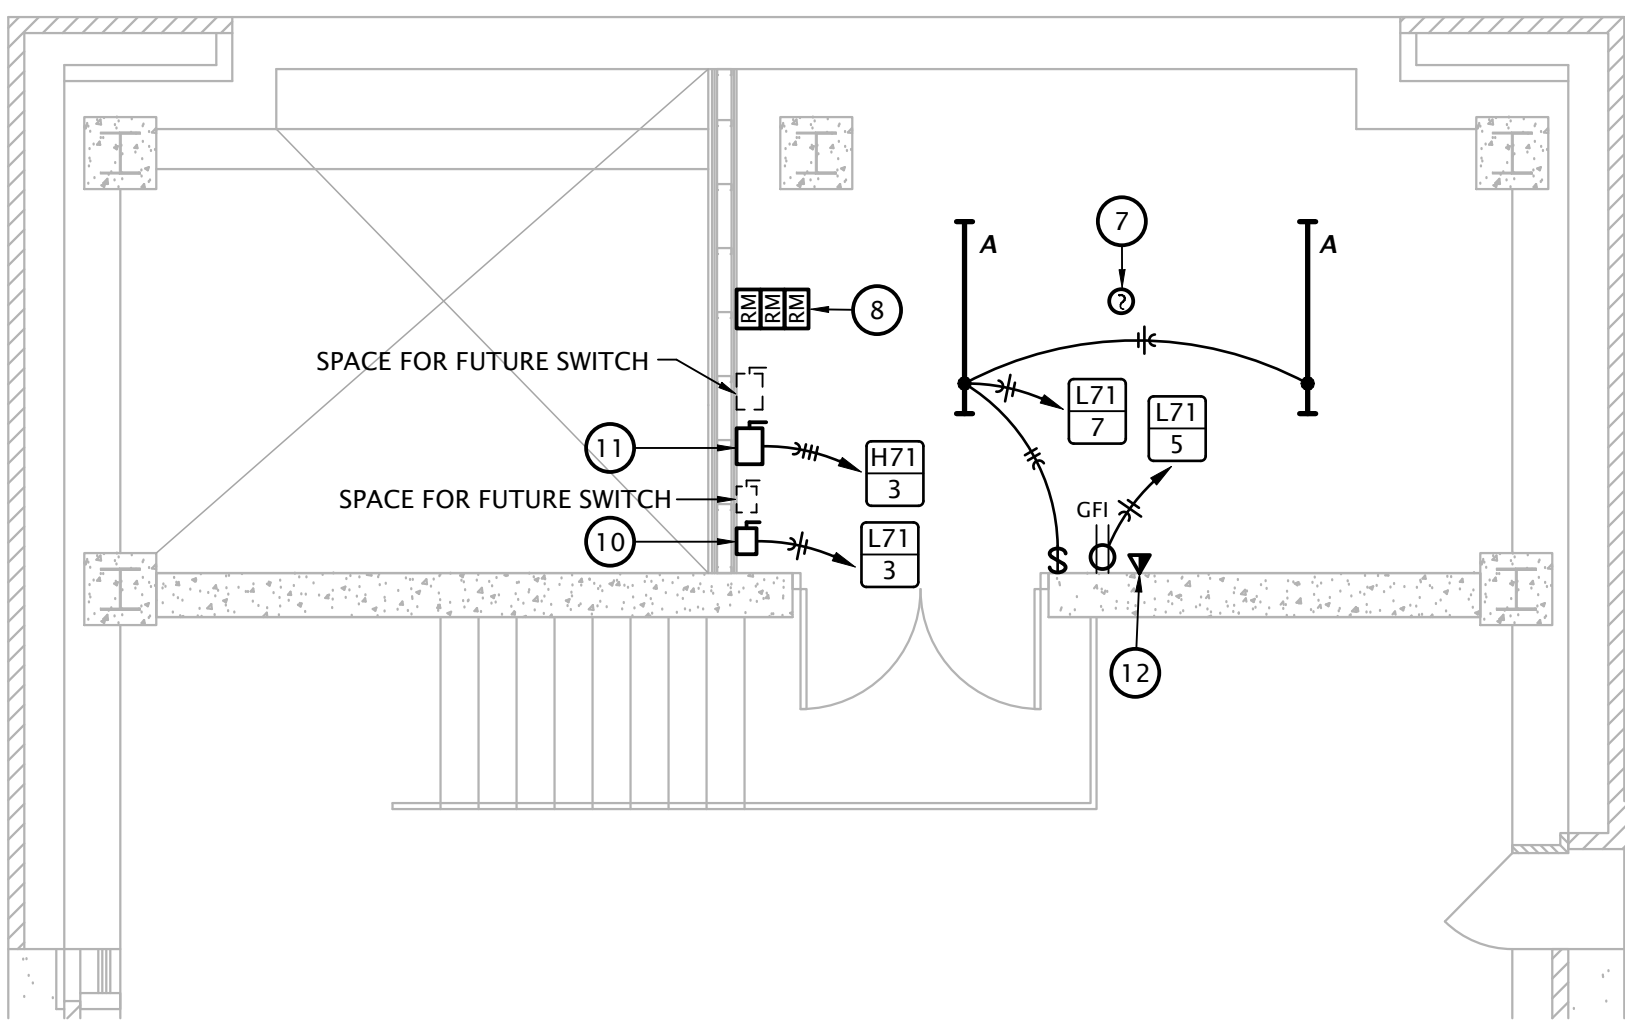 7
A
A
RM RM RM
8
SPACE FOR FUTURE SWITCH
L71
7
L71
5
11
H71
3
SPACE FOR FUTURE SWITCH
GFI
10
L71
3
S
12